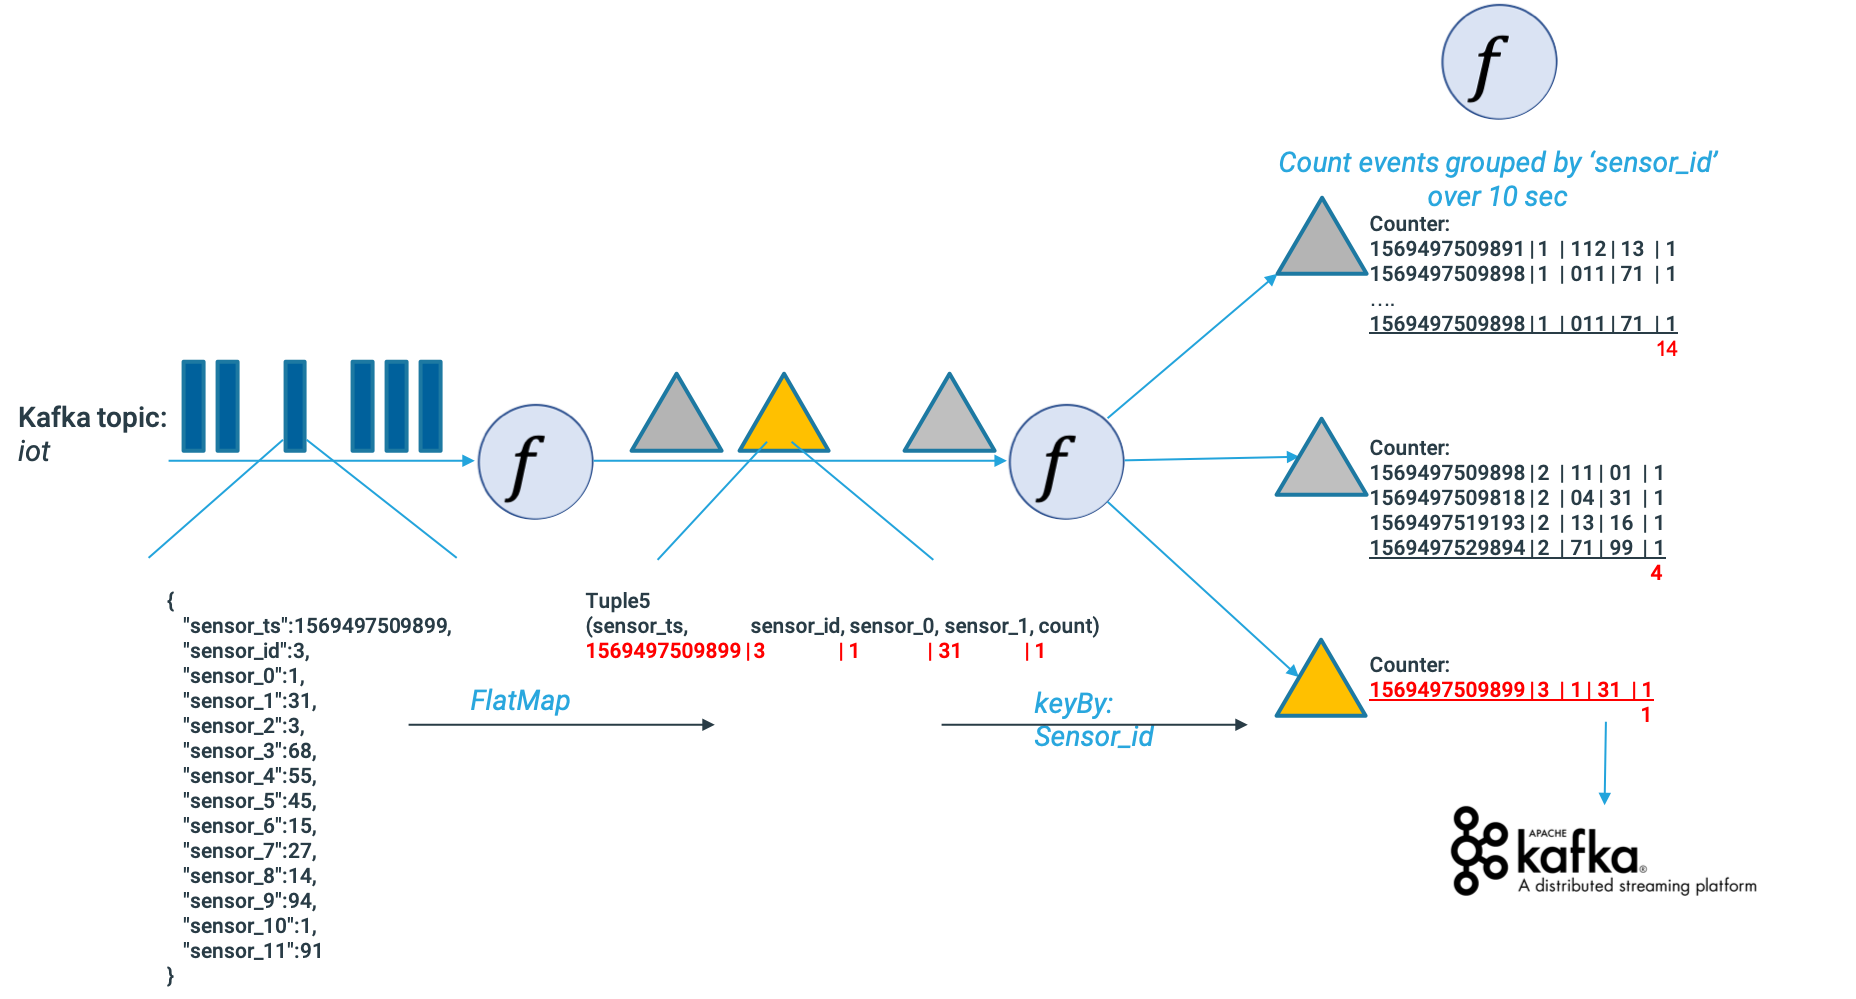 f
Count events grouped by ‘sensor_id’
over 10 sec
Counter:
1569497509891|1 | 112| 13 | 1
1569497509898|1 | 011| 71 | 1
....
1569497509898|1 | 011| 71 | 1
14
Kafka topic:
iot
f
f
Counter:
1569497509898|2 | 11| 01 | 1
1569497509818|2 | 04| 31 | 1
1569497519193|2 | 13| 16 | 1
1569497529894|2 | 71| 99 | 1
4
{
"sensor_ts":1569497509899,
"sensor_id":3,
"sensor_0":1,
"sensor_1":31,
"sensor_2":3,
"sensor_3":68,
"sensor_4":55,
"sensor_5":45,
"sensor_6":15,
"sensor_7":27,
"sensor_8":14,
"sensor_9":94,
"sensor_10":1,
"sensor_11":91
}
Tuple5
(sensor_ts, sensor_id, sensor_0, sensor_1, count)
1569497509899|3 | 1 | 31 | 1
FlatMap
keyBy:
Sensor_id
Counter:
1569497509899|3 | 1| 31 | 1
1
APACHE
kafka®
A distributed streaming platform